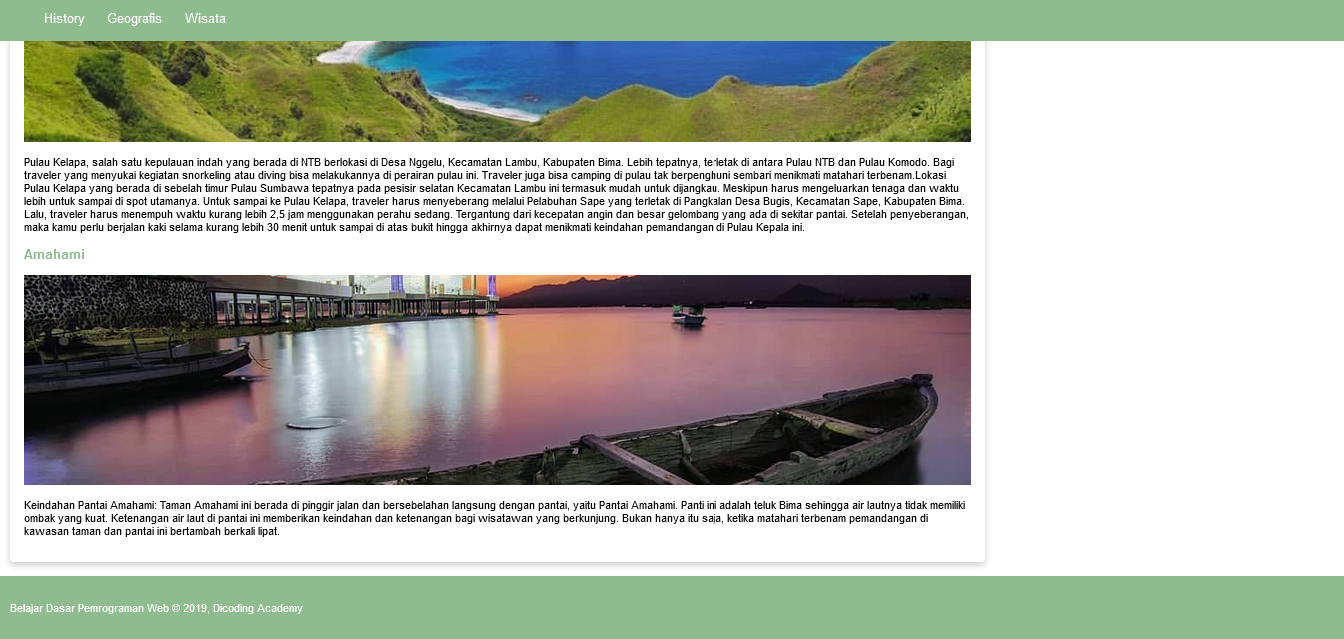 History Geografis Wisata
Pulau Kelapa, salah satu kepulauan indah yang berada di NTB berlokasi di Desa Nggelu, Kecamatan Lambu, Kabupaten Bima. Lebih tepatnya, terletak di antara Pulau NTB dan Pulau Komodo. Bagi
traveler yang menyukai kegiatan snorkeling atau diving bisa melakukannya di perairan pulau ini. Traveler juga bisa camping di pulau tak berpenghuni sembari menikmati matahari terbenam.Lokasi
Pulau Kelapa yang berada di sebelah timur Pulau Sumbawa tepatnya pada pesisir selatan Kecamatan Lambu ini termasuk mudah untuk dijangkau. Meskipun harus mengeluarkan tenaga dan waktu
lebih untuk sampai di spot utamanya. Untuk sampai ke Pulau Kelapa, traveler harus menyeberang melalui Pelabuhan Sape yang terletak di Pangkalan Desa Bugis, Kecamatan Sape, Kabupaten Bima.
Lalu, traveler harus menempuh waktu kurang lebih 2,5 jam menggunakan perahu sedang. Tergantung dari kecepatan angin dan besar gelombang yang ada di sekitar pantai. Setelah penyeberangan,
maka kamu perlu berjalan kaki selama kurang lebih 30 menit untuk sampai di atas bukit hingga akhirnya dapat menikmati keindahan pemandangan di Pulau Kepala ini.
Amahami
Keindahan Pantai Amahami: Taman Amahami ini berada di pinggir jalan dan bersebelahan langsung dengan pantai, yaitu Pantai Amahami. Panti ini adalah teluk Bima sehingga air lautnya tidak memiliki
ombak yang kuat. Ketenangan air laut di pantai ini memberikan keindahan dan ketenangan bagi wisatawan yang berkunjung. Bukan hanya itu saja, ketika matahari terbenam pemandangan di
kawasan taman dan pantai ini bertambah berkali lipat.
Belajar Dasar Pemrograman Web © 2019, Dicoding Academy